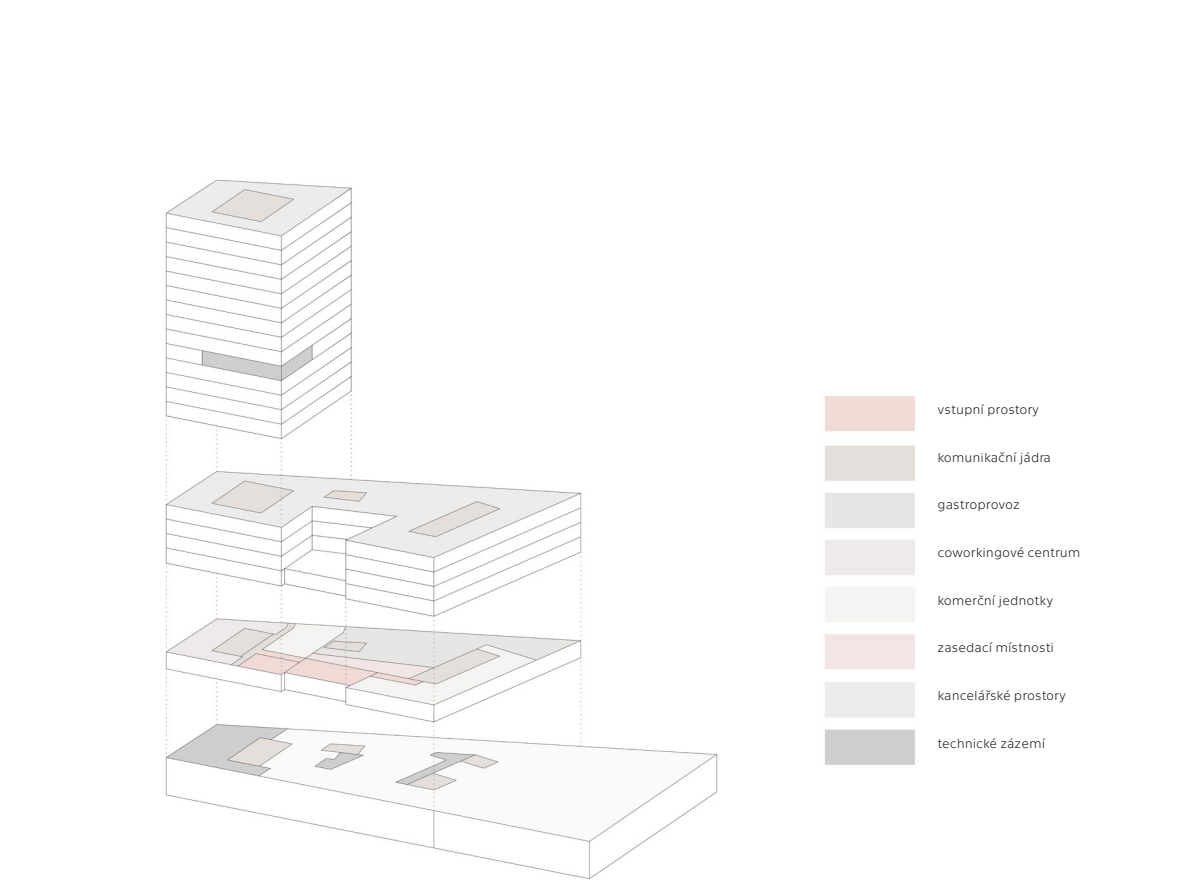 vstupní prostory
komunikační jádra
gastroprovoz
coworkingové centrum
komerční jednotky
zasedací místnosti
kancelářské prostory
technické zázemí